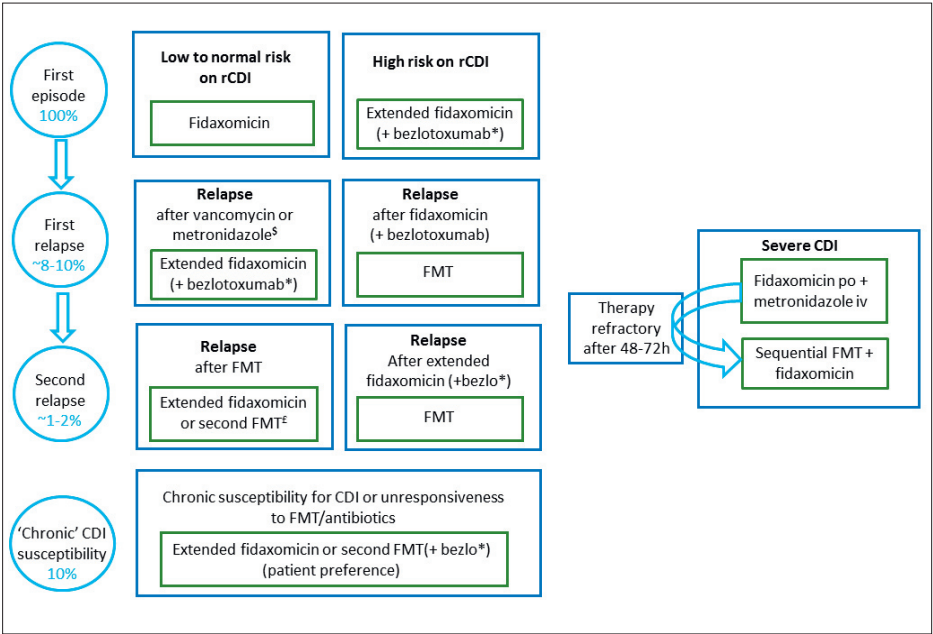 First
episode
100%
Low to normal risk
on rCDI
Fidaxomicin
High risk on rCDI
Extended fidaxomicin
(+ bezlotoxumab*)
First
relapse
~8-10%
Relapse
after vancomycin or
metronidazole$
Extended fidaxomicin
(+ bezlotoxumab*)
Relapse
after fidaxomicin
(+ bezlotoxumab)
FMT
Second
relapse
~1-2%
Relapse
after FMT
Extended fidaxomicin
or second FMT£
Relapse
After extended
fidaxomicin (+bezlo*)
FMT
'Chronic' CDI
susceptibility
10%
Chronic susceptibility for CDI or unresponsiveness
to FMT/antibiotics
Extended fidaxomicin or second FMT(+ bezlo*)
(patient preference)
Therapy
refractory
after 48-72h
Severe CDI
Fidaxomicin po +
metronidazole iv
Sequential FMT +
fidaxomicin